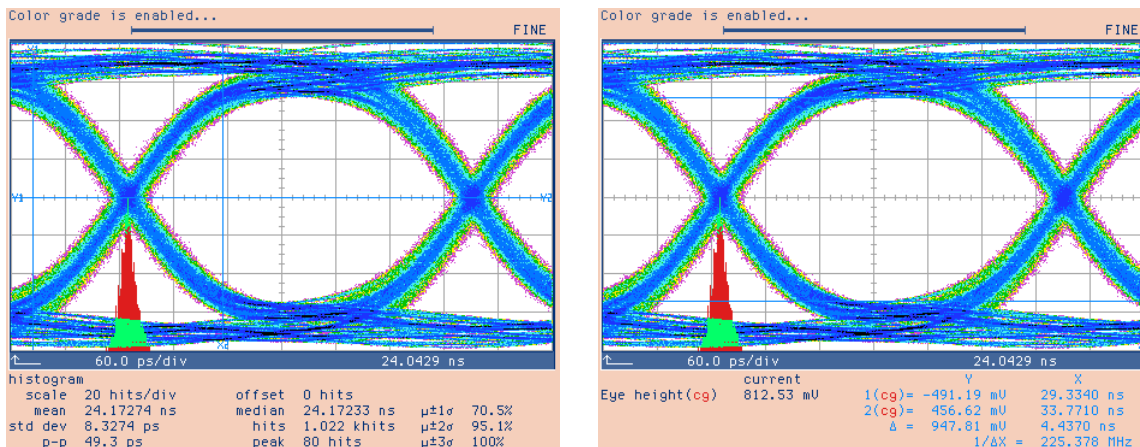 Color grade is enabled...
FINE
Y1
Y1
Y2
X2
60.0 ps/div 24.0429 ns
histogram
scale 20 hits/div offset 0 hits
mean 24.17274 ns median 24.17233 ns µ±1σ 70.5%
std dev 8.3274 ps hits 1.022 khits µ±2σ 95.1%
p-p 49.3 ps peak 80 hits µ±3σ 100%
Color grade is enabled...
FINE
60.0 ps/div 24.0429 ns
current Y X
Eye height(cg) 812.53 mV 1(cg)= -491.19 mV 29.3340 ns
2(cg)= 456.62 mV 33.7710 ns
Δ = 947.81 mV 4.4370 ns
1/ΔX = 225.378 MHz